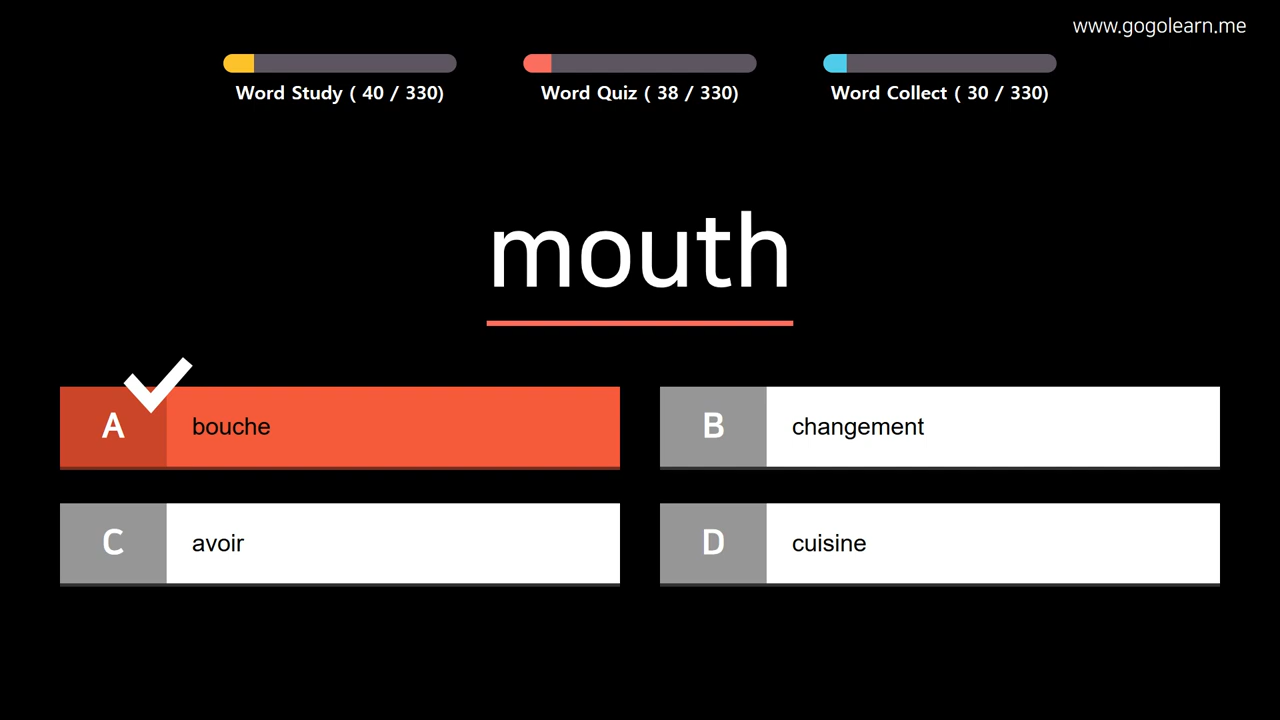 www.gogolearn.me
Word Study ( 40 / 330)
Word Quiz ( 38 / 330)
Word Collect ( 30 / 330)
mouth
A bouche
B changement
C avoir
D cuisine